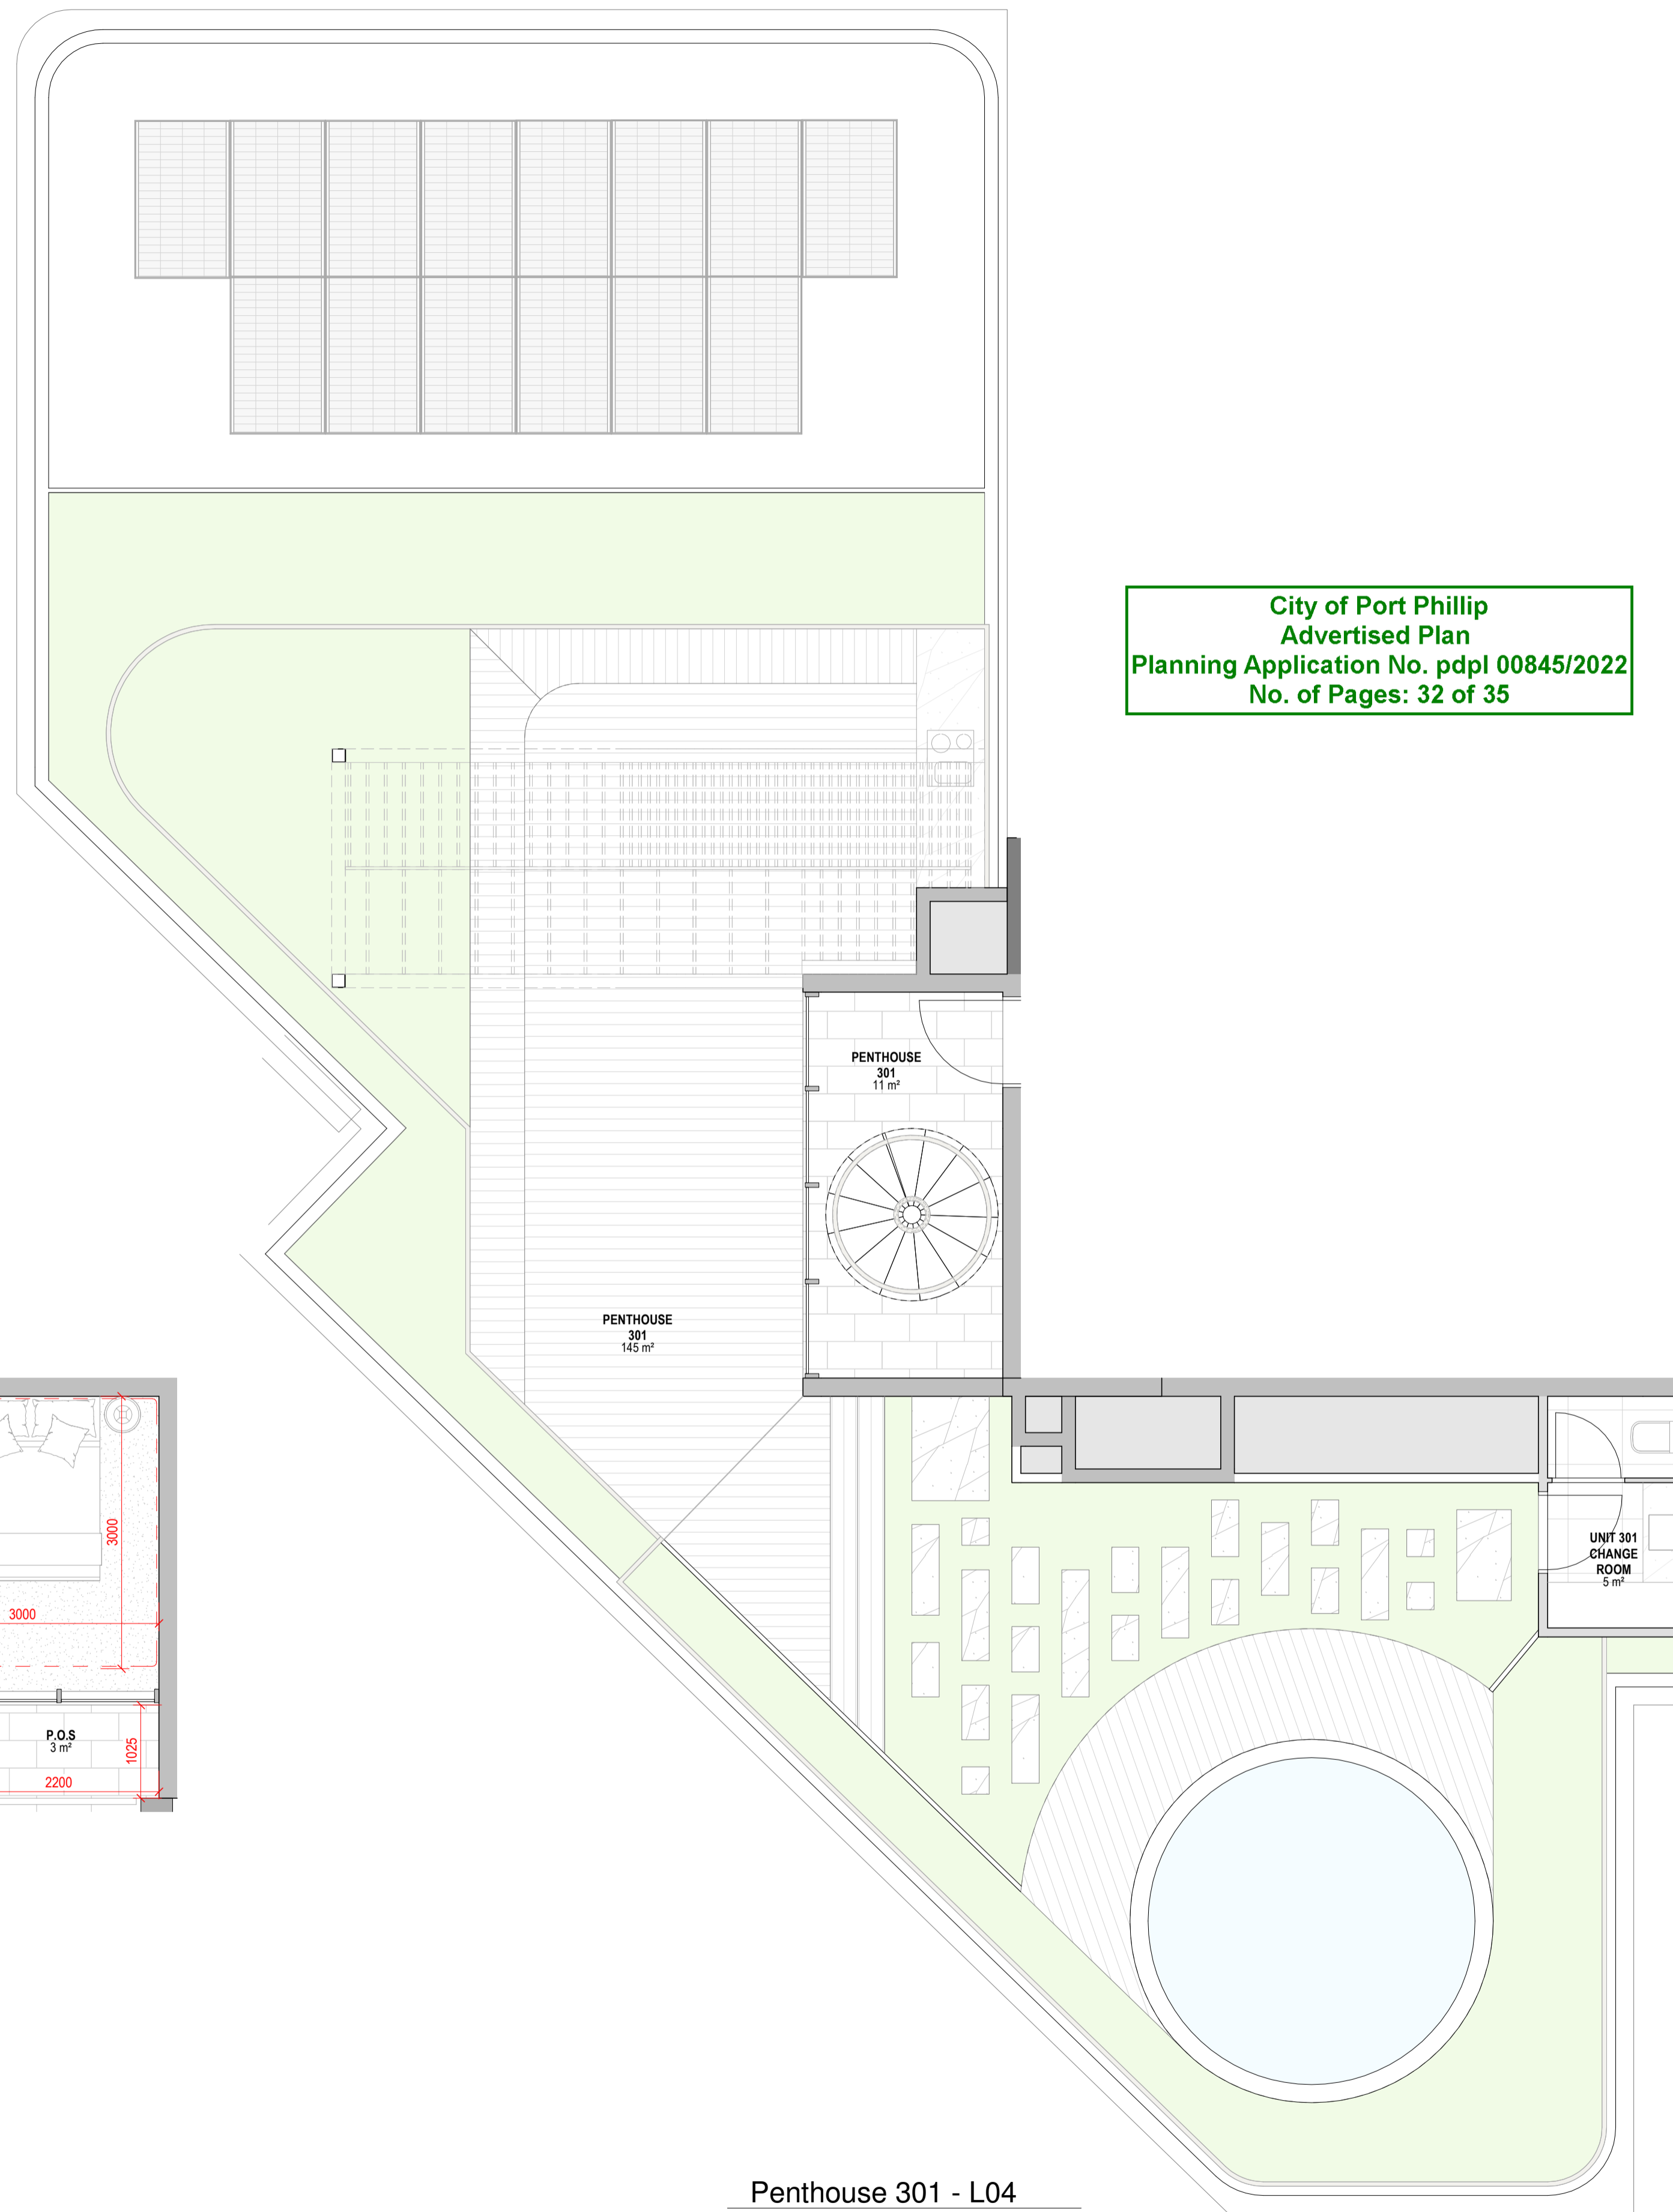 City of Port Phillip
Advertised Plan
Planning Application No. pdpl 00845/2022
No. of Pages: 32 of 35
PENTHOUSE
301
11 m²
PENTHOUSE
301
145 m²
3000
3000
P.O.S
3 m²
1025
2200
UNIT 301
CHANGE
ROOM
5 m²
Penthouse 301 - L04